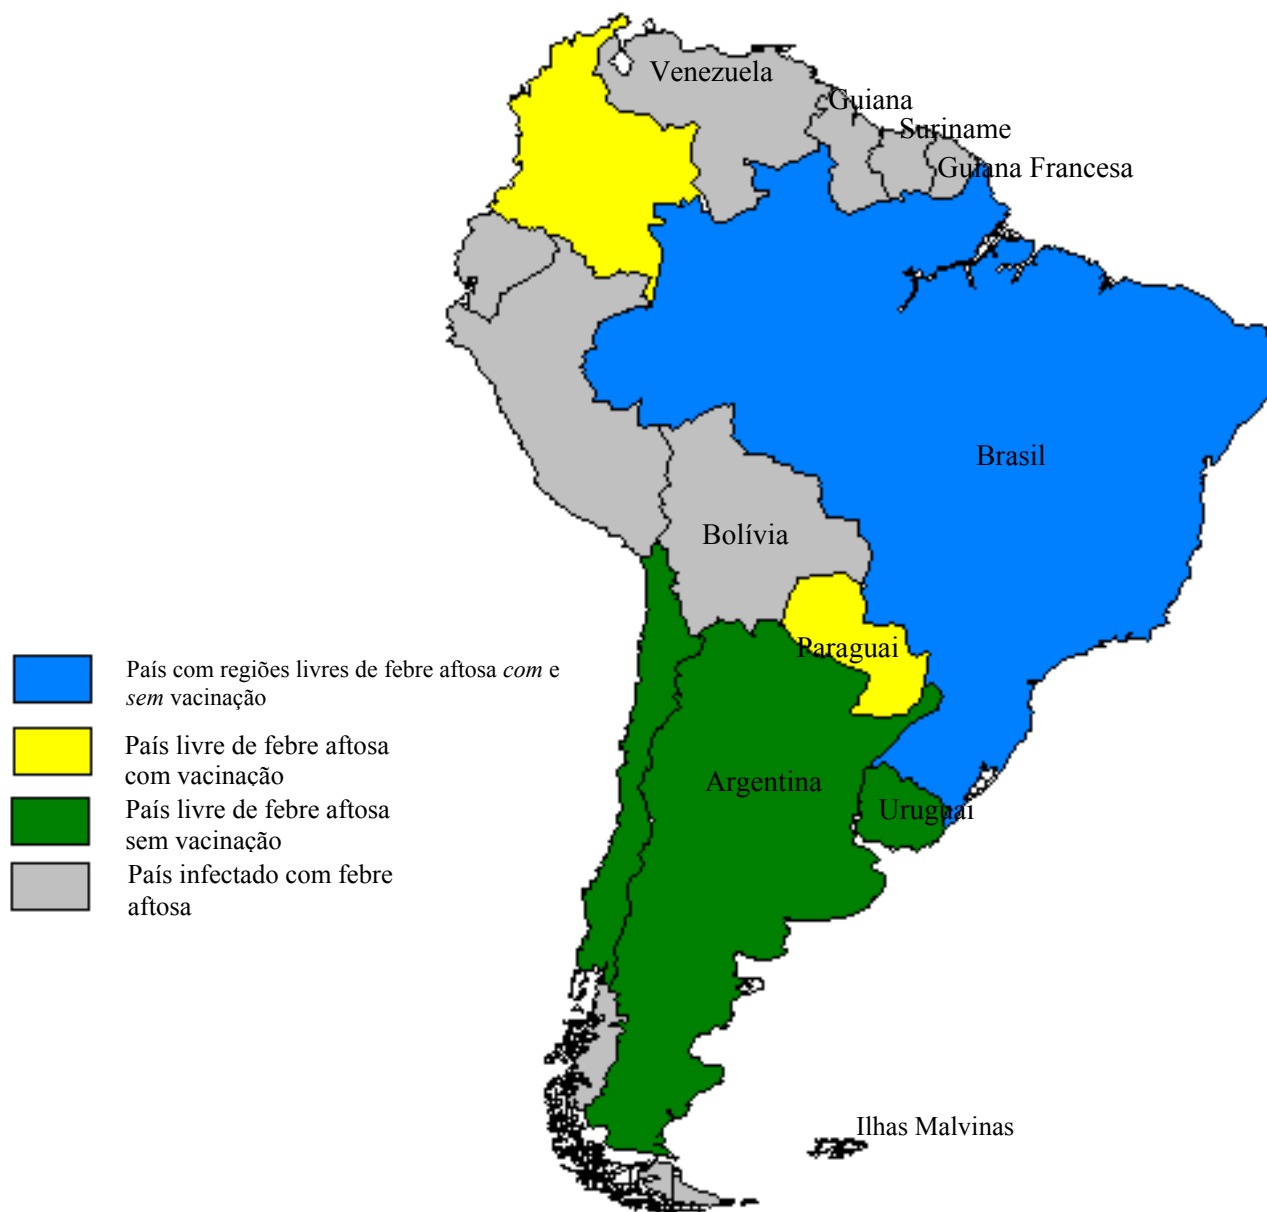 Venezuela
Guiana
Suriname
Guiana Francesa
Brasil
Bolívia
Paraguai
País com regiões livres de febre aftosa com e
sem vacinação
País livre de febre aftosa
com vacinação
Argentina
Uruguai
País livre de febre aftosa
sem vacinação
País infectado com febre
aftosa
Ilhas Malvinas